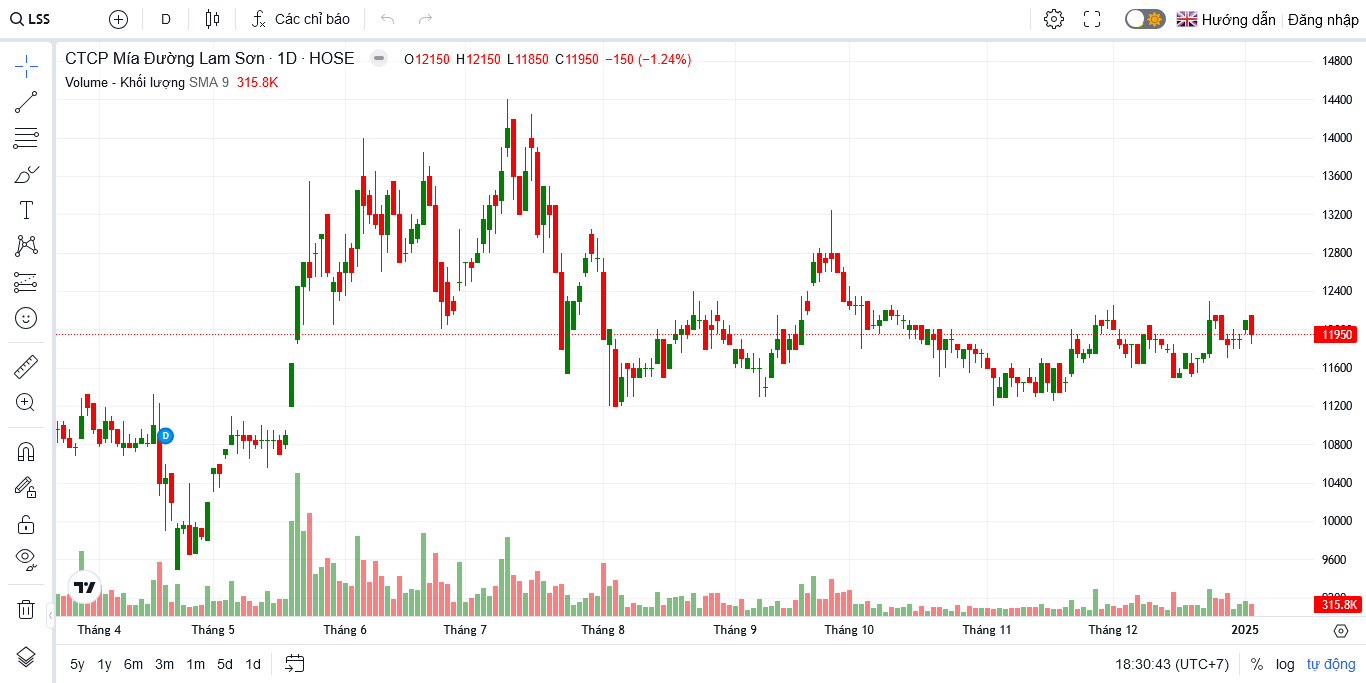 LSS
D
Các chỉ báo
Hướng dẫn
Đăng nhập
CTCP Mía Đường Lam Sơn · 1D · HOSE
O12150 H12150 L11850 C11950 −150 (−1.24%)
Volume - Khối lượng SMA 9 315.8K
14800
14400
14000
13600
13200
12800
12400
11950
11600
11200
10800
D
10400
10000
9600
315.8K
Tháng 4 Tháng 5 Tháng 6 Tháng 7 Tháng 8 Tháng 9 Tháng 10 Tháng 11 Tháng 12 2025
5y 1y 6m 3m 1m 5d 1d
18:30:43 (UTC+7) % log tự động